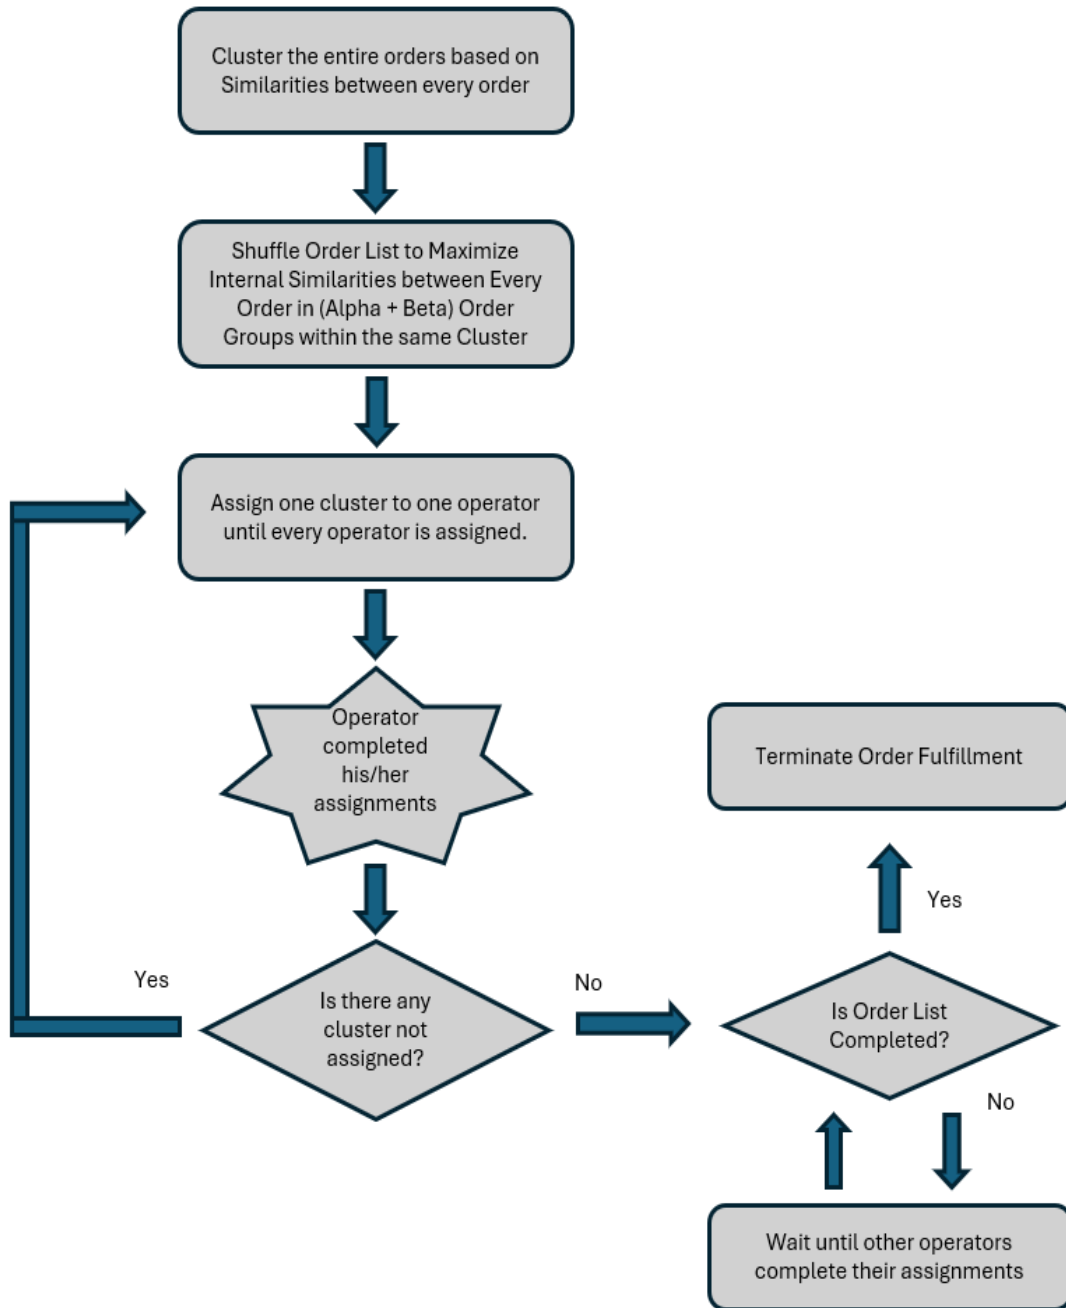 Cluster the entire orders based on
Similarities between every order
Shuffle Order List to Maximize
Internal Similarities between Every
Order in (Alpha + Beta) Order
Groups within the same Cluster
Assign one cluster to one operator
until every operator is assigned.
Operator
completed
his/her
assignments
Is there any
cluster not
assigned?
Yes
No
Is Order List
Completed?
Yes
Terminate Order Fulfillment
No
Wait until other operators
complete their assignments